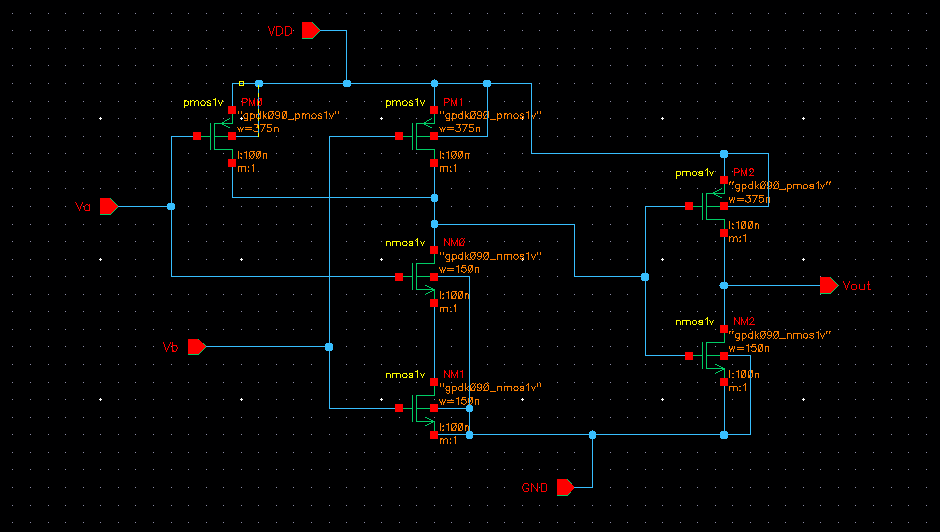 VDD
pmos1v PM0
"gpdk090_pmos1v"
w=375n
l:100n
m:1
pmos1v PM1
"gpdk090_pmos1v"
w=375n
l:100n
m:1
pmos1v PM2
"gpdk090_pmos1v"
w=375n
l:100n
m:1
Va
nmos1v NM0
"gpdk090_nmos1v"
w=150n
l:100n
m:1
Vout
nmos1v NM2
"gpdk090_nmos1v"
w=150n
l:100n
m:1
Vb
nmos1v NM1
"gpdk090_nmos1v"
w=150n
l:100n
m:1
GND